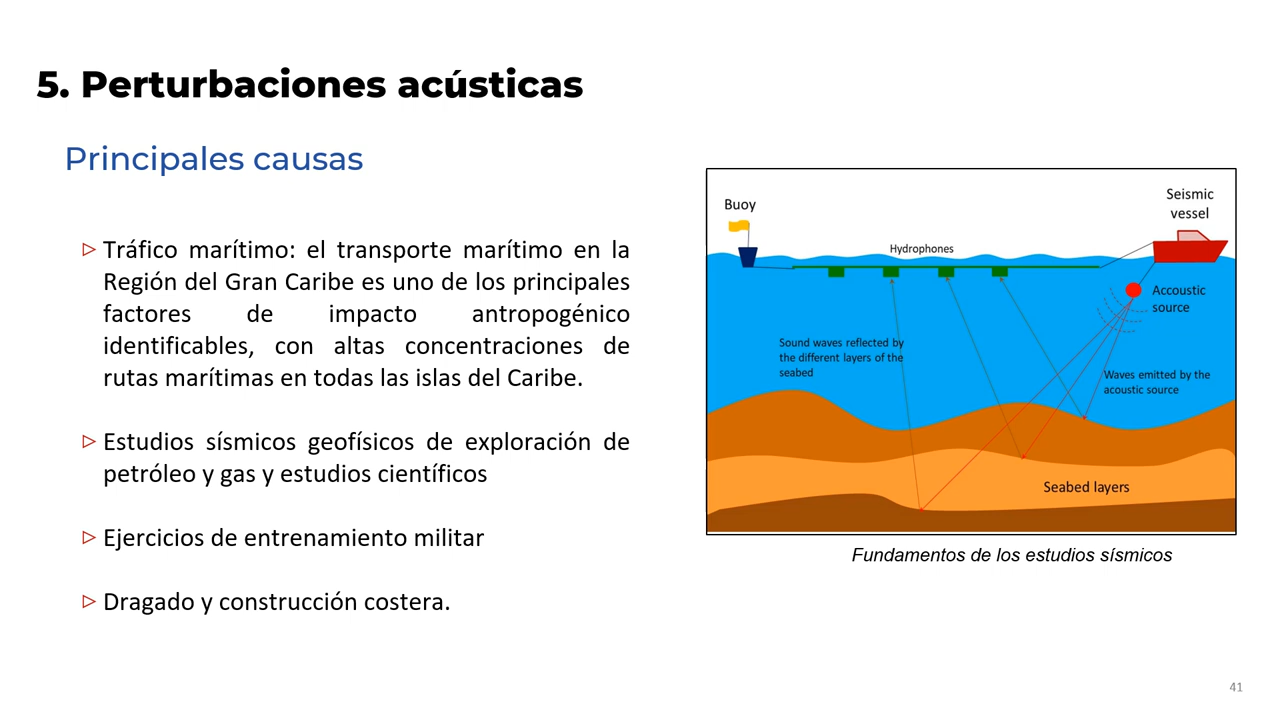 5. Perturbaciones acústicas
Principales causas
▷ Tráfico marítimo: el transporte marítimo en la
Región del Gran Caribe es uno de los principales
factores de impacto antropogénico
identificables, con altas concentraciones de
rutas marítimas en todas las islas del Caribe.
▷ Estudios sísmicos geofísicos de exploración de
petróleo y gas y estudios científicos
▷ Ejercicios de entrenamiento militar
▷ Dragado y construcción costera.
Buoy
Seismic
vessel
Hydrophones
Accoustic
source
Sound waves reflected by
the different layers of the
seabed
Waves emitted by the
acoustic source
Seabed layers
Fundamentos de los estudios sísmicos
41